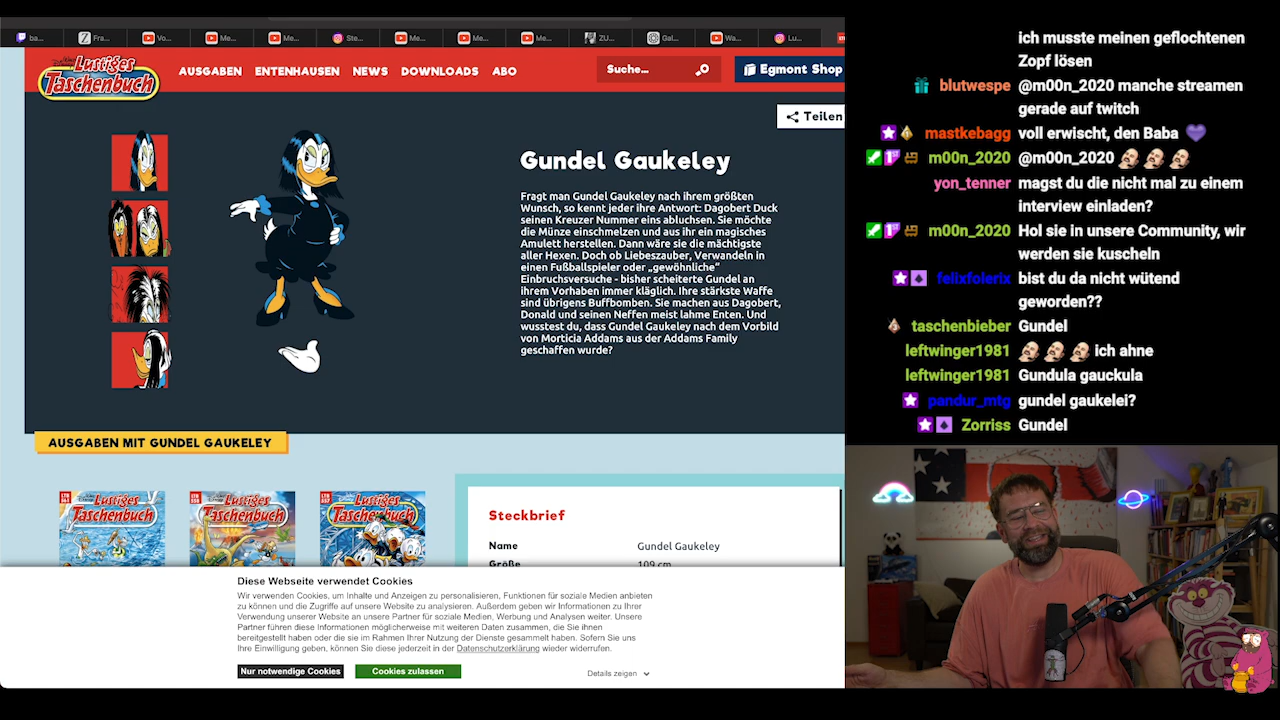 ba...
Fra...
Vo...
Me...
Me...
Ste...
Me...
Me...
Me...
ZU...
Gal...
Wa...
Lu...
Lustiges
Taschenbuch
AUSGABEN
ENTENHAUSEN
NEWS
DOWNLOADS
ABO
Suche...
Egmont Shop
Teilen
Gundel Gaukeley
Fragt man Gundel Gaukeley nach ihrem größten
Wunsch, so kennt jeder ihre Antwort: Dagobert Duck
seinen Kreuzer Nummer eins abluchsen. Sie möchte
die Münze einschmelzen und aus ihr ein magisches
Amulett herstellen. Dann wäre sie die mächtigste
aller Hexen. Doch ob Liebeszauber, Verwandeln in
einen Fußballspieler oder „gewöhnliche“
Einbruchsversuche - bisher scheiterte Gundel an
ihrem Vorhaben immer kläglich. Ihre stärkste Waffe
sind übrigens Buffbomben. Sie machen aus Dagobert,
Donald und seinen Neffen meist lahme Enten. Und
wusstest du, dass Gundel Gaukeley nach dem Vorbild
von Morticia Addams aus der Addams Family
geschaffen wurde?
AUSGABEN MIT GUNDEL GAUKELEY
Lustiges
Taschenbuch
Lustiges
Taschenbuch
Lustiges
Taschenbuch
Steckbrief
Name Gundel Gaukeley
Größe 109 cm
Diese Webseite verwendet Cookies
Wir verwenden Cookies, um Inhalte und Anzeigen zu personalisieren, Funktionen für soziale Medien anbieten
zu können und die Zugriffe auf unsere Website zu analysieren. Außerdem geben wir Informationen zu Ihrer
Verwendung unserer Website an unsere Partner für soziale Medien, Werbung und Analysen weiter. Unsere
Partner führen diese Informationen möglicherweise mit weiteren Daten zusammen, die Sie ihnen
bereitgestellt haben oder die sie im Rahmen Ihrer Nutzung der Dienste gesammelt haben. Sofern Sie uns
Ihre Einwilligung geben, können Sie diese jederzeit in der Datenschutzerklärung wieder widerrufen.
Nur notwendige Cookies
Cookies zulassen
Details zeigen
ich musste meinen geflochtenen
Zopf lösen
blutwespe @m00n_2020 manche streamen
gerade auf twitch
mastkebagg voll erwischt, den Baba
m00n_2020 @m00n_2020
yon_tenner magst du die nicht mal zu einem
interview einladen?
m00n_2020 Hol sie in unsere Community, wir
werden sie kuscheln
felixfolerix bist du da nicht wütend
geworden??
taschenbieber Gundel
leftwinger1981 ich ahne
leftwinger1981 Gundula gauckula
pandur_mtg gundel gaukelei?
Zorriss Gundel